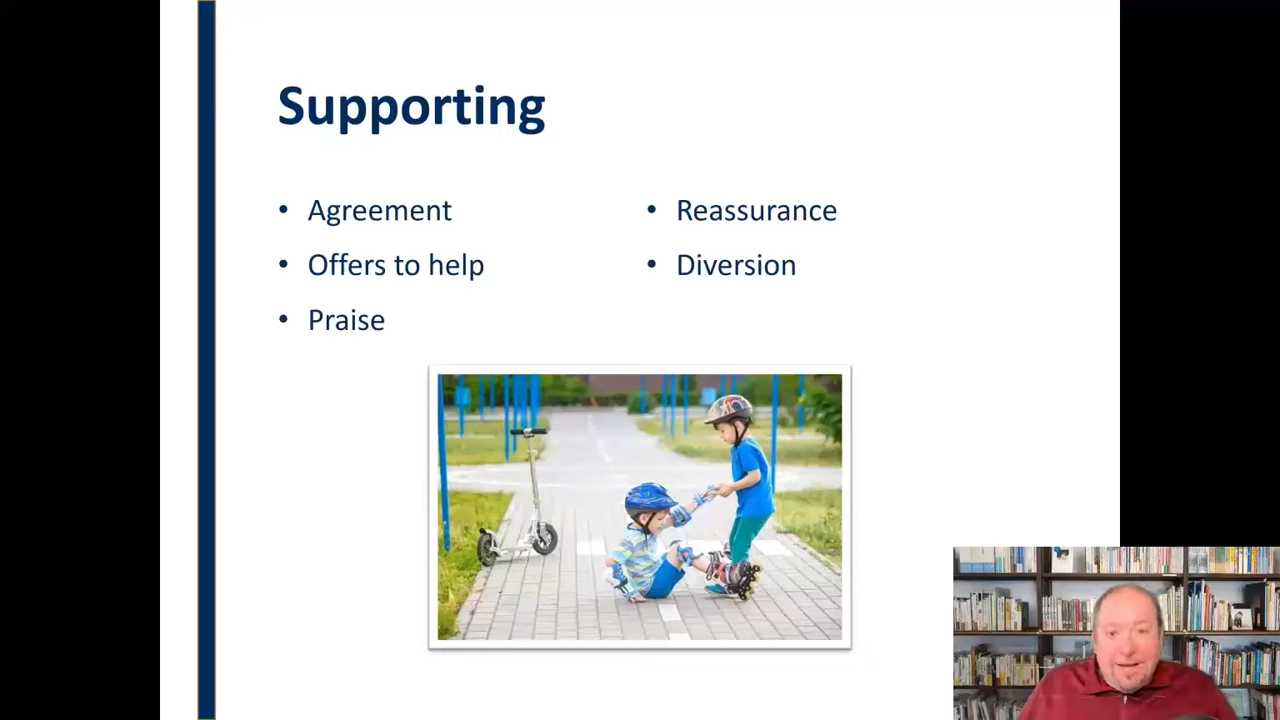 Supporting
• Agreement
• Offers to help
• Praise
• Reassurance
• Diversion